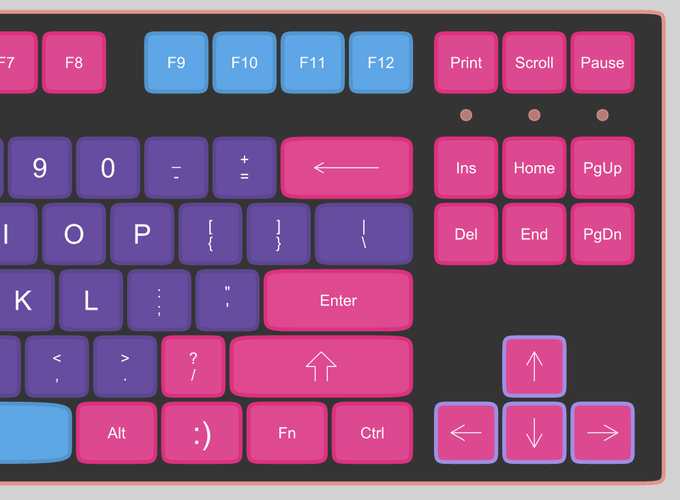 F7 F8 F9 F10 F11 F12 Print Scroll Pause
9 0 _ - + = Ins Home PgUp
I O P [ { ] } | \ Del End PgDn
K L : ; " ' Enter
< , > . ? /
Alt :) Fn Ctrl